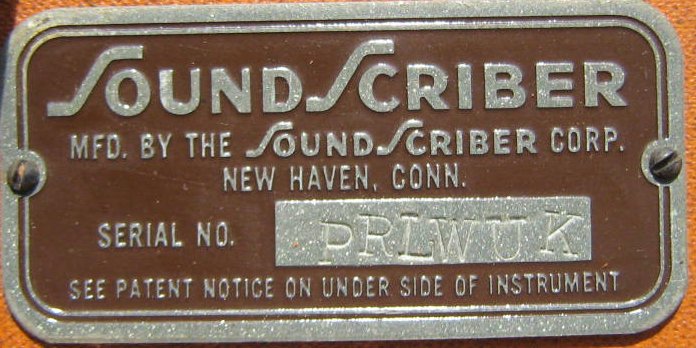 SOUNDSCRIBER
MFD. BY THE SOUNDSCRIBER CORP.
NEW HAVEN, CONN.
SERIAL NO. PRLWUK
SEE PATENT NOTICE ON UNDER SIDE OF INSTRUMENT